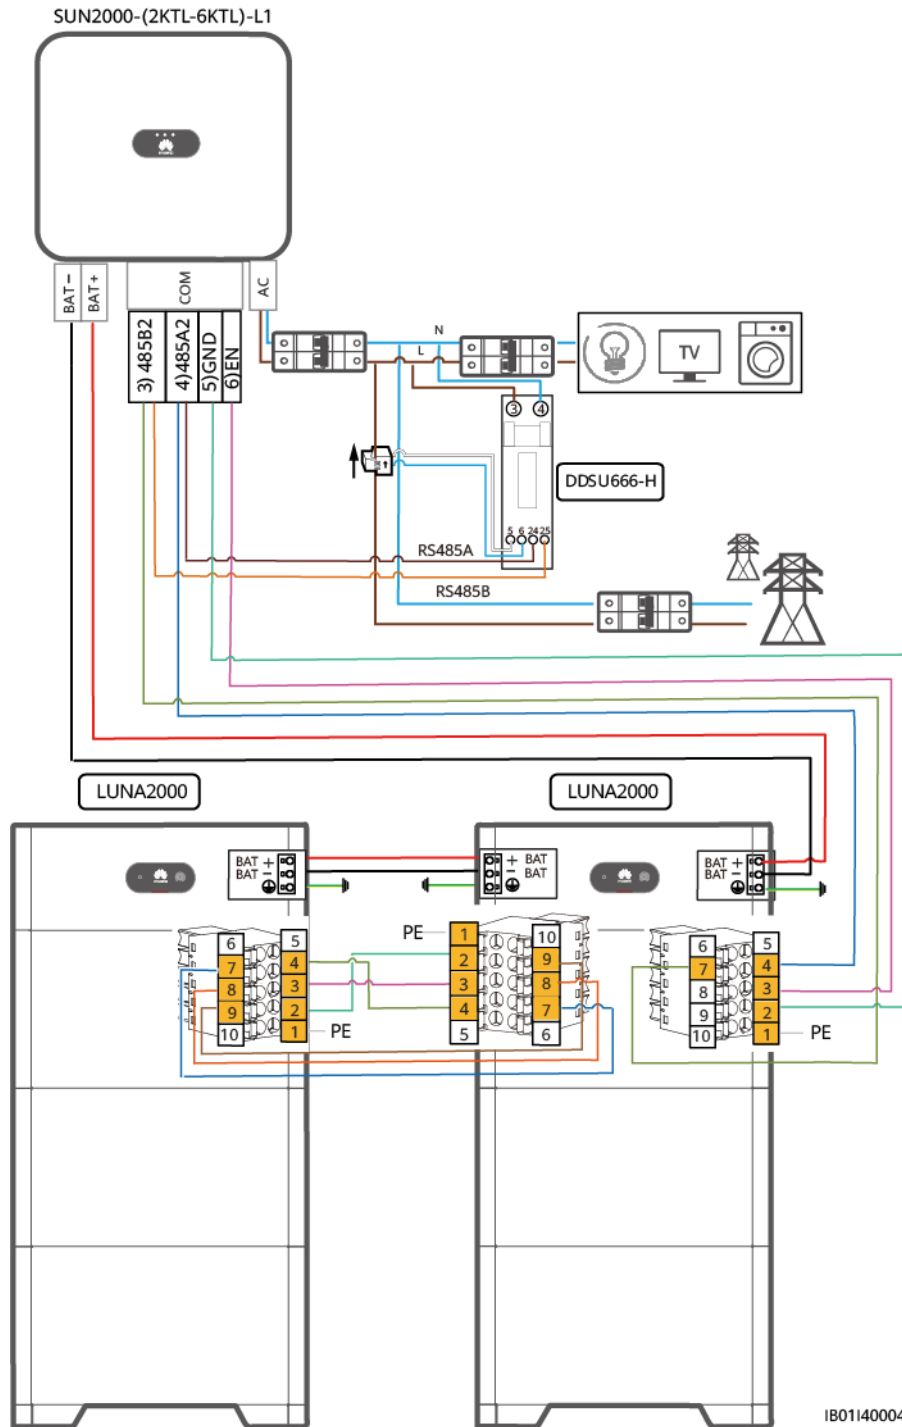 SUN2000-(2KTL-6KTL)-L1
BAT−
BAT+
COM
AC
3) 485B2
4)485A2
5)GND
6)EN
N
L
TV
3
4
DDSU666-H
5 6 24 25
RS485A
RS485B
LUNA2000
LUNA2000
BAT +
BAT −
+ BAT
− BAT
BAT +
BAT −
6
7
8
9
10
5
4
3
2
1
PE
PE
1
2
3
4
5
10
9
8
7
6
6
7
8
9
10
5
4
3
2
1
PE
IB01I40004